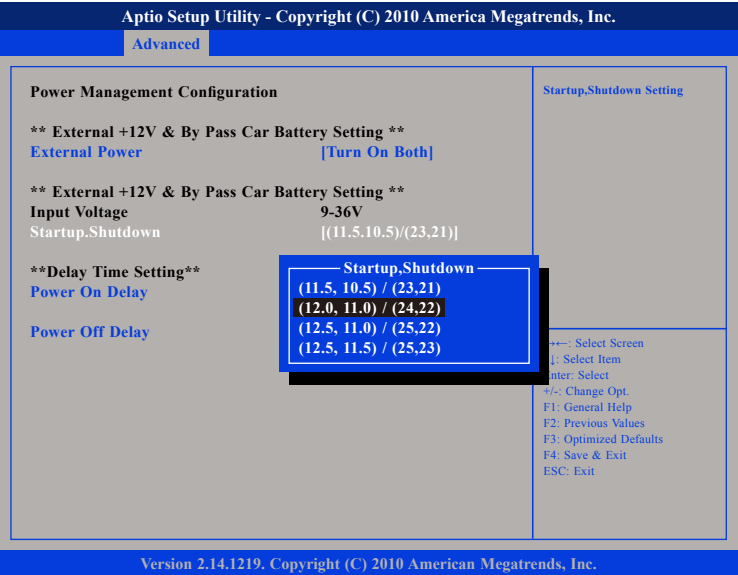 Aptio Setup Utility - Copyright (C) 2010 America Megatrends, Inc.
Advanced
Power Management Configuration
** External +12V & By Pass Car Battery Setting **
External Power [Turn On Both]
** External +12V & By Pass Car Battery Setting **
Input Voltage 9-36V
Startup.Shutdown [(11.5.10.5)/(23,21)]
**Delay Time Setting**
Power On Delay
Power Off Delay
Startup,Shutdown
(11.5, 10.5) / (23,21)
(12.0, 11.0) / (24,22)
(12.5, 11.0) / (25,22)
(12.5, 11.5) / (25,23)
Startup,Shutdown Setting
→←: Select Screen
↓: Select Item
nter: Select
+/-: Change Opt.
F1: General Help
F2: Previous Values
F3: Optimized Defaults
F4: Save & Exit
ESC: Exit
Version 2.14.1219. Copyright (C) 2010 American Megatrends, Inc.